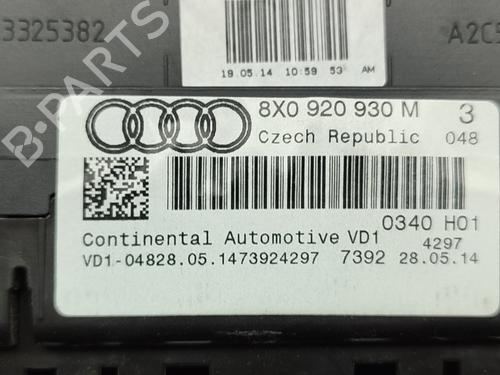 3325382
A2C5
19.05.14 10:59 53 AM
8X0 920 930 M 3
Czech Republic 048
0340 H01
Continental Automotive VD1 4297
VD1-04828.05.1473924297 7392 28.05.14
B-PARTS